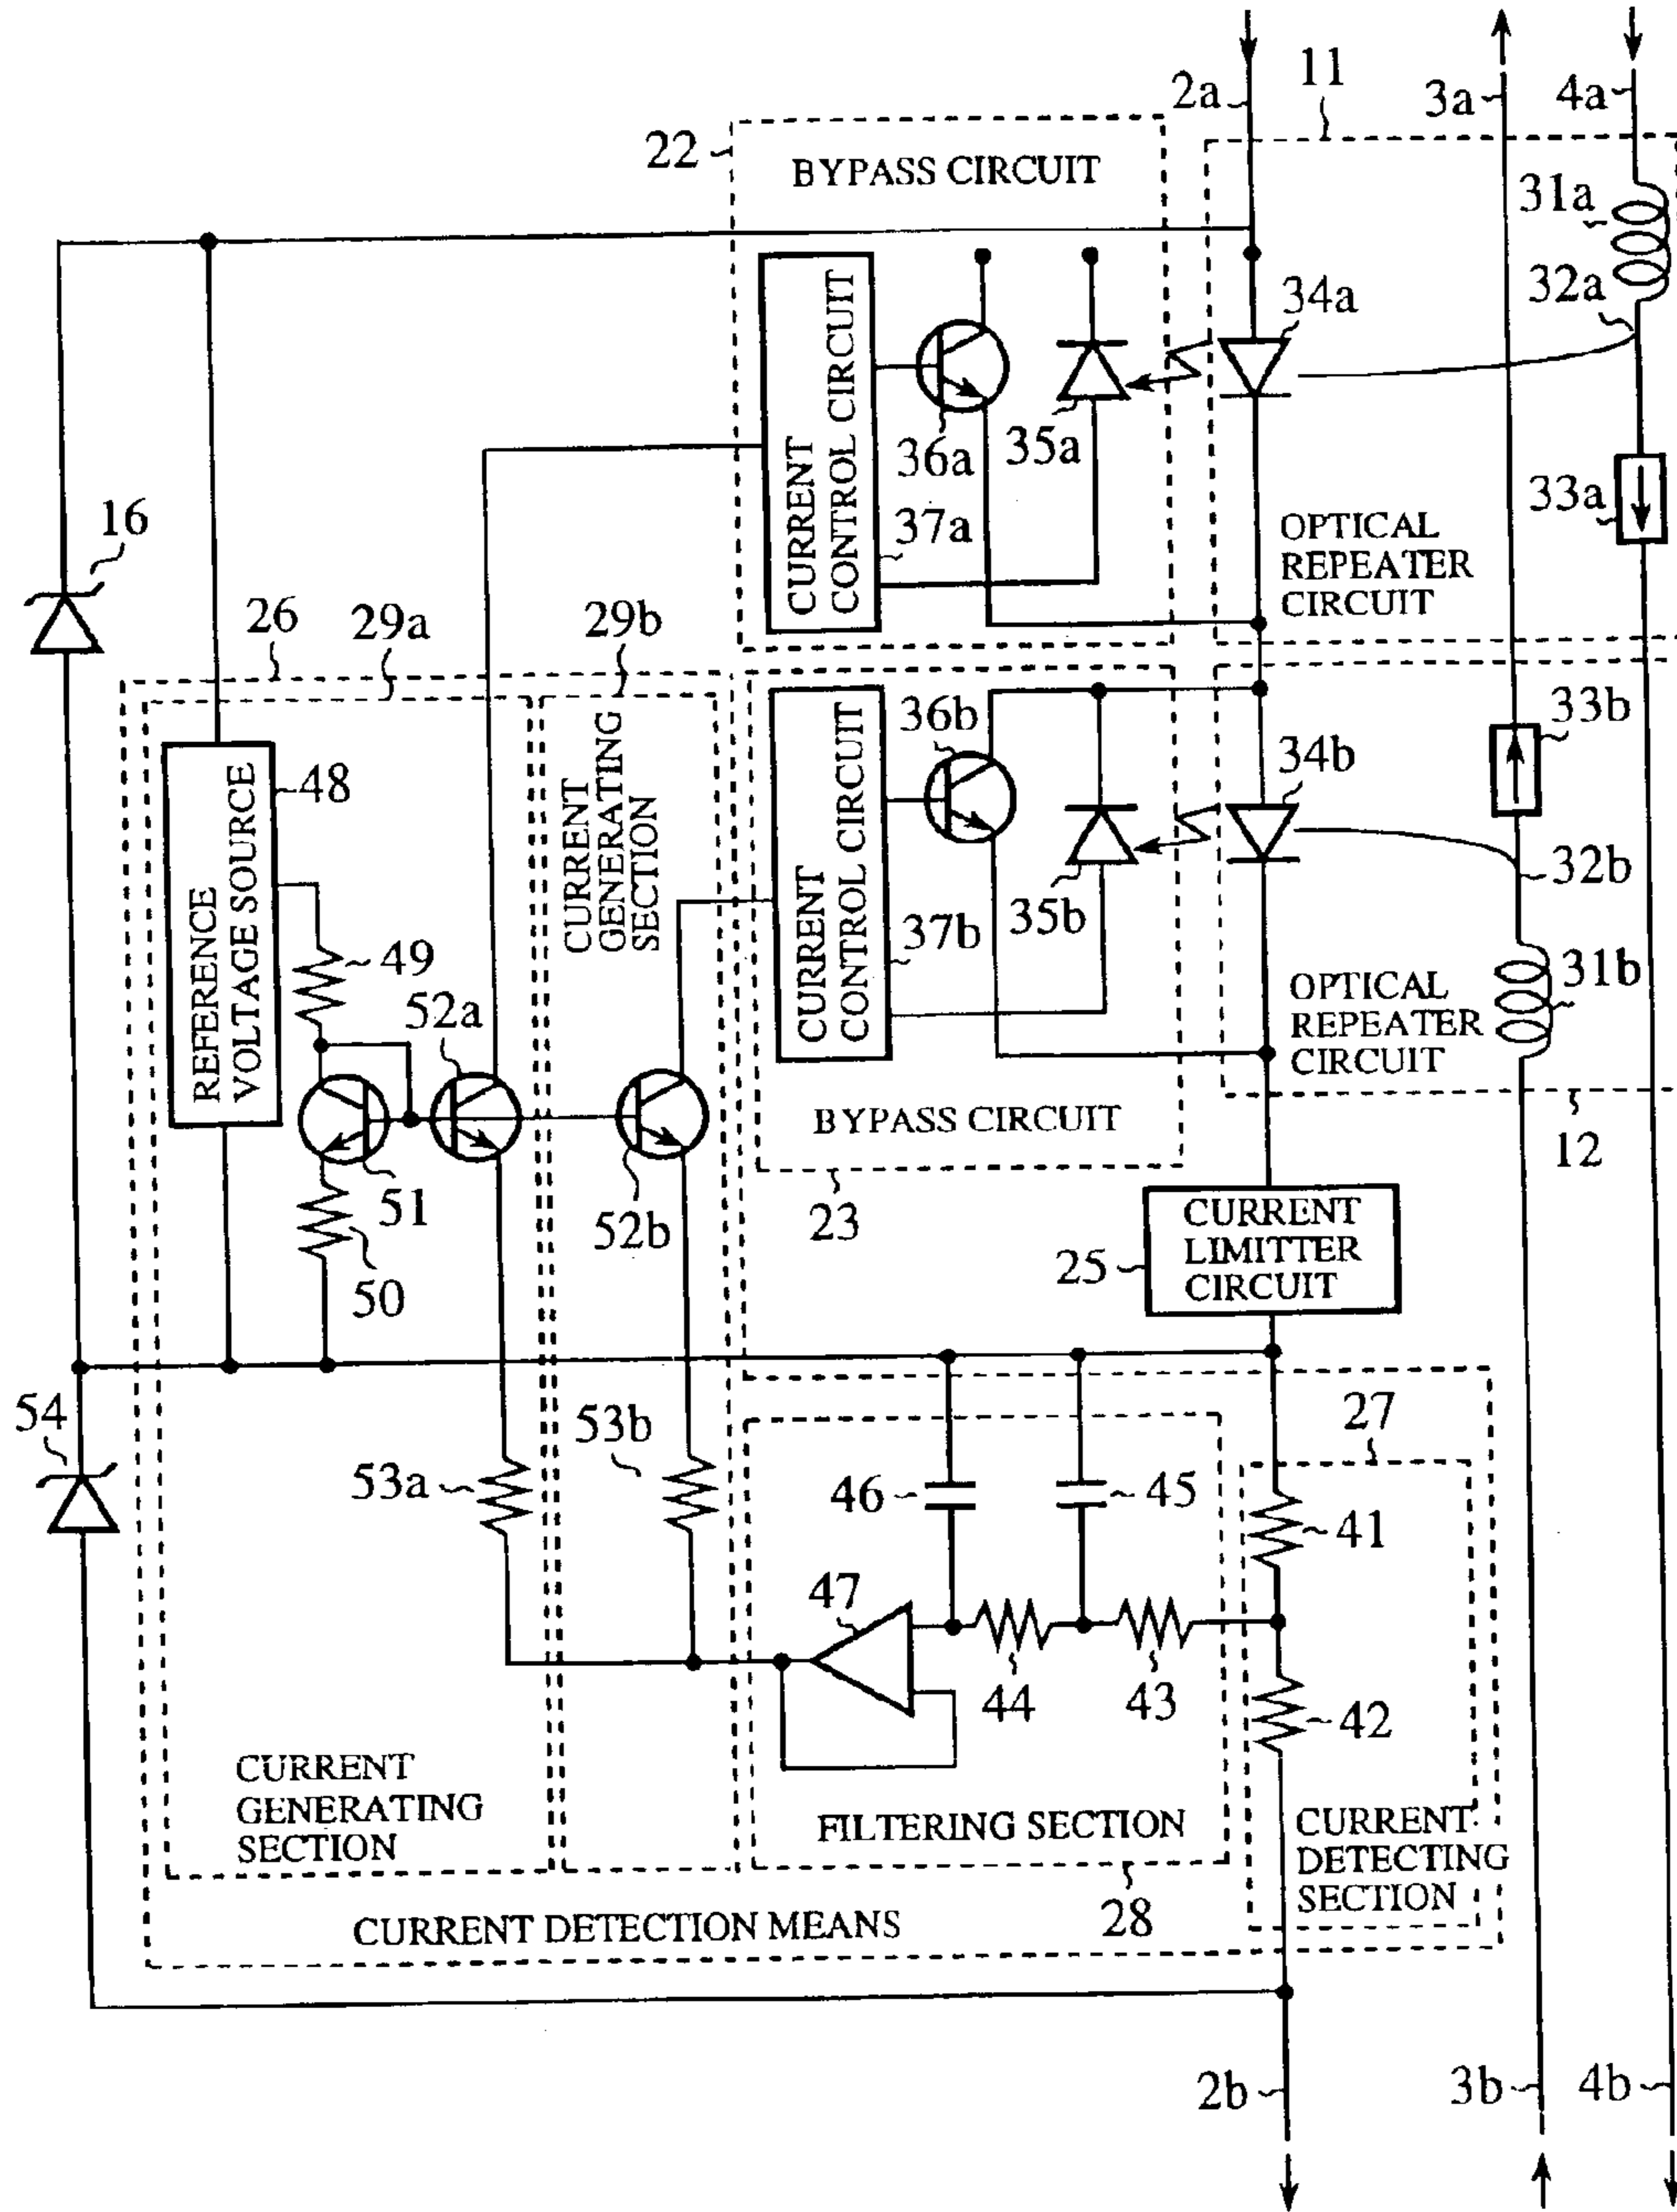 2a
11
3a
4a
22
BYPASS CIRCUIT
31a
32a
34a
CURRENT
CONTROL CIRCUIT
36a
35a
33a
37a
OPTICAL
REPEATER
CIRCUIT
16
26
29a
29b
REFERENCE
VOLTAGE SOURCE
48
CURRENT
GENERATING
SECTION
CURRENT
CONTROL CIRCUIT
36b
33b
34b
35b
32b
37b
49
52a
31b
OPTICAL
REPEATER
CIRCUIT
BYPASS CIRCUIT
12
51
52b
23
50
CURRENT
LIMITTER
CIRCUIT
25
54
53a
53b
46
45
27
41
47
44
43
42
CURRENT
GENERATING
SECTION
FILTERING SECTION
CURRENT
DETECTING
SECTION
28
CURRENT DETECTION MEANS
2b
3b
4b